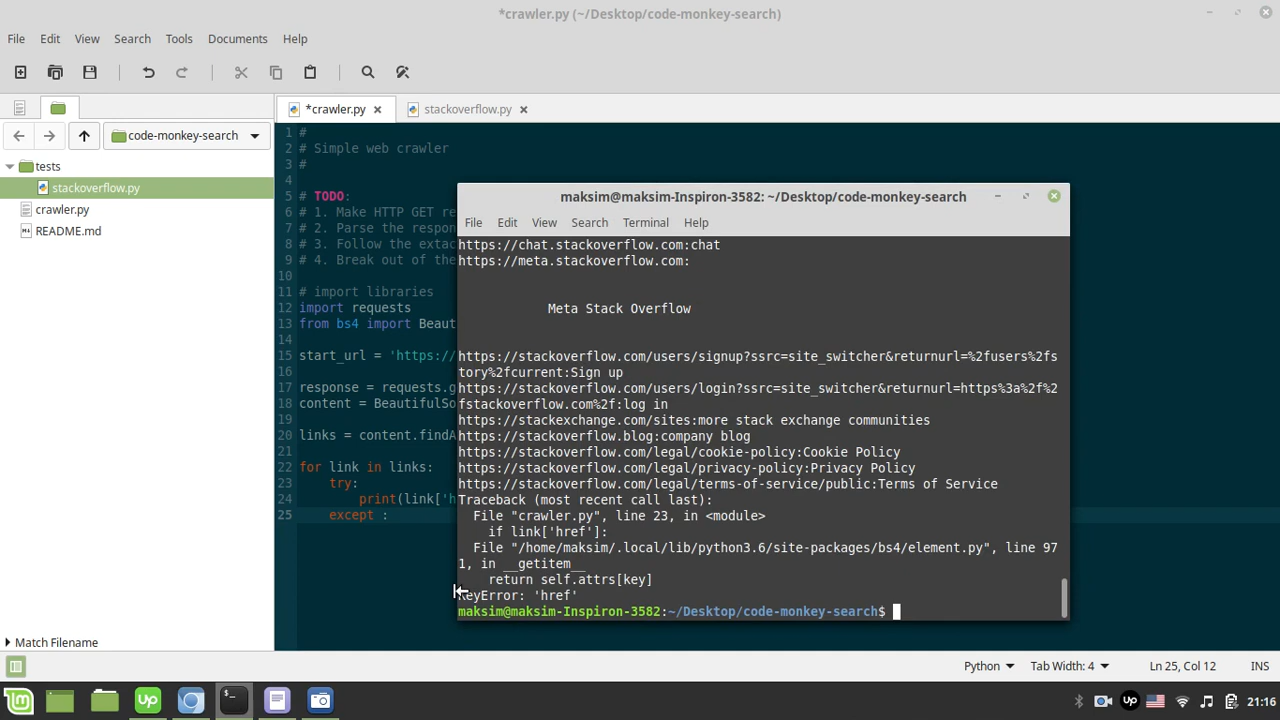 *crawler.py (~/Desktop/code-monkey-search)
File Edit View Search Tools Documents Help
*crawler.py
stackoverflow.py
code-monkey-search
tests
stackoverflow.py
crawler.py
README.md
Match Filename
1 #
2 # Simple web crawler
3 #
4
5 # TODO:
6 # 1. Make HTTP GET re
7 # 2. Parse the respon
8 # 3. Follow the extac
9 # 4. Break out of the
10
11 # import libraries
12 import requests
13 from bs4 import Beau
14
15 start_url = 'https://
16
17 response = requests.g
18 content = BeautifulSo
19
20 links = content.findA
21
22 for link in links:
23 try:
24 print(link['h
25 except :
maksim@maksim-Inspiron-3582: ~/Desktop/code-monkey-search
File Edit View Search Terminal Help
https://chat.stackoverflow.com:chat
https://meta.stackoverflow.com:
Meta Stack Overflow
https://stackoverflow.com/users/signup?ssrc=site_switcher&returnurl=%2fusers%2fs
tory%2fcurrent:Sign up
https://stackoverflow.com/users/login?ssrc=site_switcher&returnurl=https%3a%2f%2
fstackoverflow.com%2f:log in
https://stackexchange.com/sites:more stack exchange communities
https://stackoverflow.blog:company blog
https://stackoverflow.com/legal/cookie-policy:Cookie Policy
https://stackoverflow.com/legal/privacy-policy:Privacy Policy
https://stackoverflow.com/legal/terms-of-service/public:Terms of Service
Traceback (most recent call last):
File "crawler.py", line 23, in <module>
if link['href']:
File "/home/maksim/.local/lib/python3.6/site-packages/bs4/element.py", line 97
1, in __getitem__
return self.attrs[key]
KeyError: 'href'
maksim@maksim-Inspiron-3582:~/Desktop/code-monkey-search$
Python Tab Width: 4 Ln 25, Col 12 INS
up
up
21:16